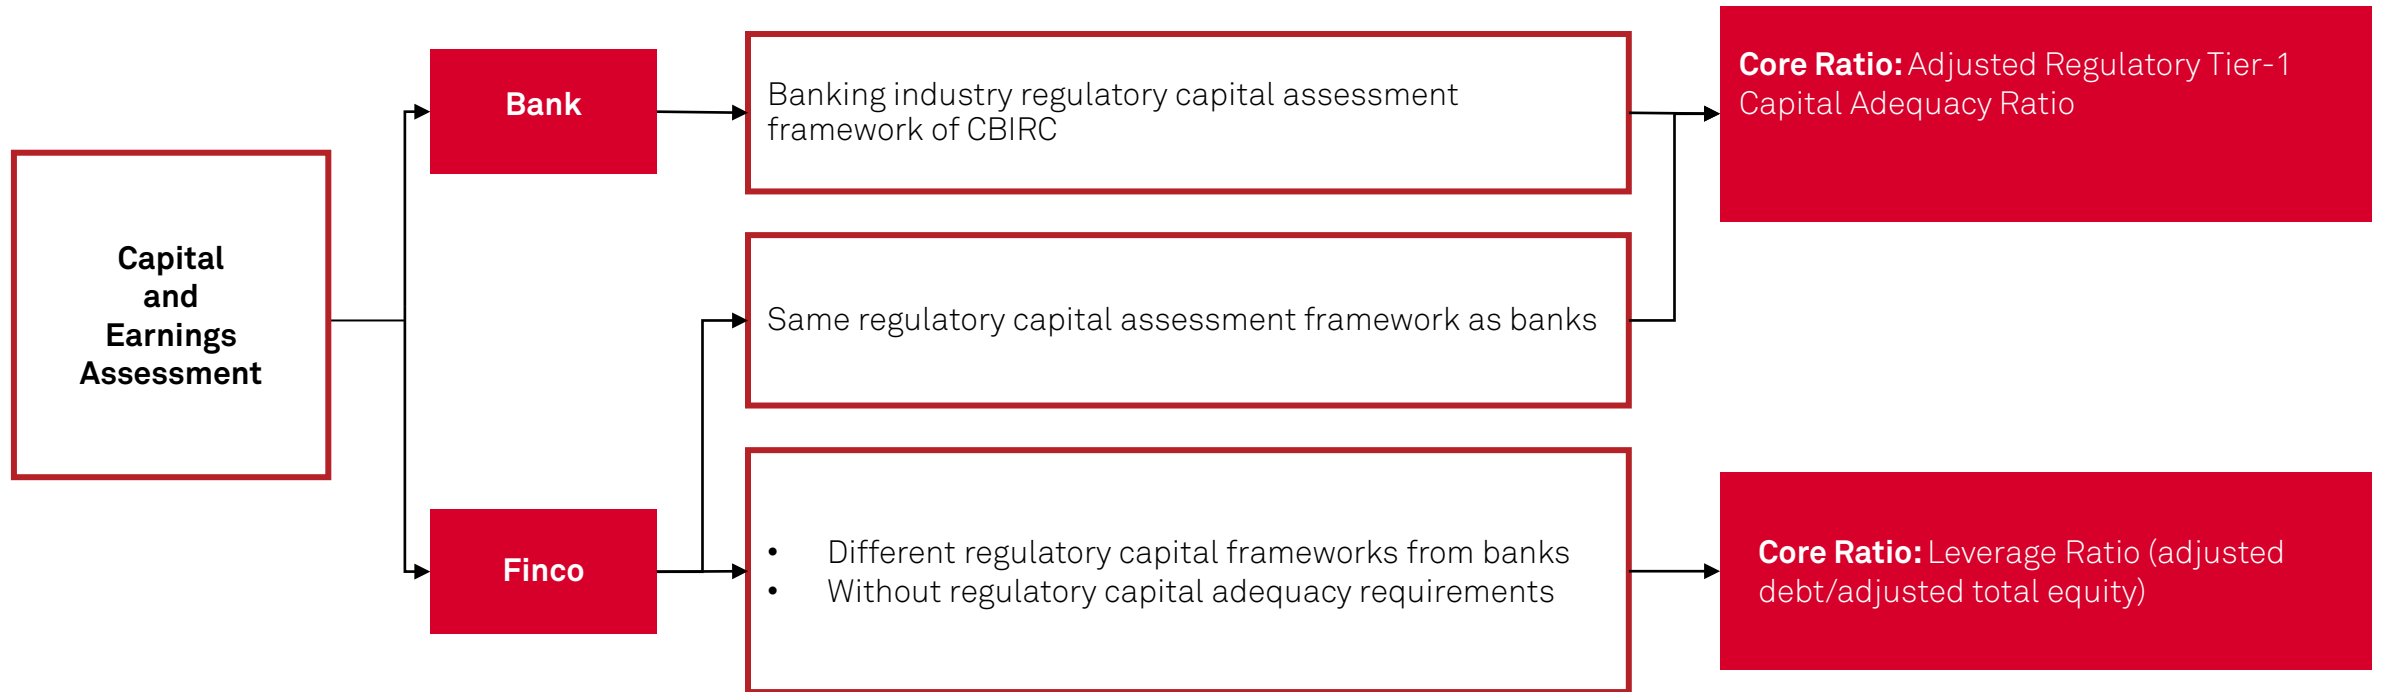 Capital
and
Earnings
Assessment
Bank
Banking industry regulatory capital assessment
framework of CBIRC
Core Ratio: Adjusted Regulatory Tier-1
Capital Adequacy Ratio
Same regulatory capital assessment framework as banks
Finco
• Different regulatory capital frameworks from banks
• Without regulatory capital adequacy requirements
Core Ratio: Leverage Ratio (adjusted
debt/adjusted total equity)